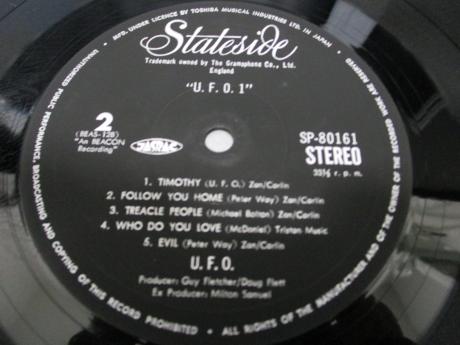 MFD. UNDER LICENCE BY TOSHIBA MUSICAL INDUSTRIES LTD. IN JAPAN
Stateside
Trademark owned by The Gramophone Co., Ltd.
England
"U. F. O. 1"
2
(BEAS-12B)
"An BEACON
Recording"
JASRAC
SP-80161
STEREO
33⅓ r. p. m.
1. TIMOTHY (U. F. O.) Zan/Carlin
2. FOLLOW YOU HOME (Peter Way) Zan/Carlin
3. TREACLE PEOPLE (Michael Bolton) Zan/Carlin
4. WHO DO YOU LOVE (McDaniel) Tristan Music
5. EVIL (Peter Way) Zan/Carlin
U. F. O.
Producer: Guy Fletcher/Doug Flett
Ex Producer: Milton Samuel
UNAUTHORIZED PUBLIC PERFORMANCE, BROADCASTING AND COPYING OF THIS RECORD PROHIBITED • ALL RIGHTS OF THE MANUFACTURER AND OF THE OWNER OF THE RECORDED WORK ARE RESERVED